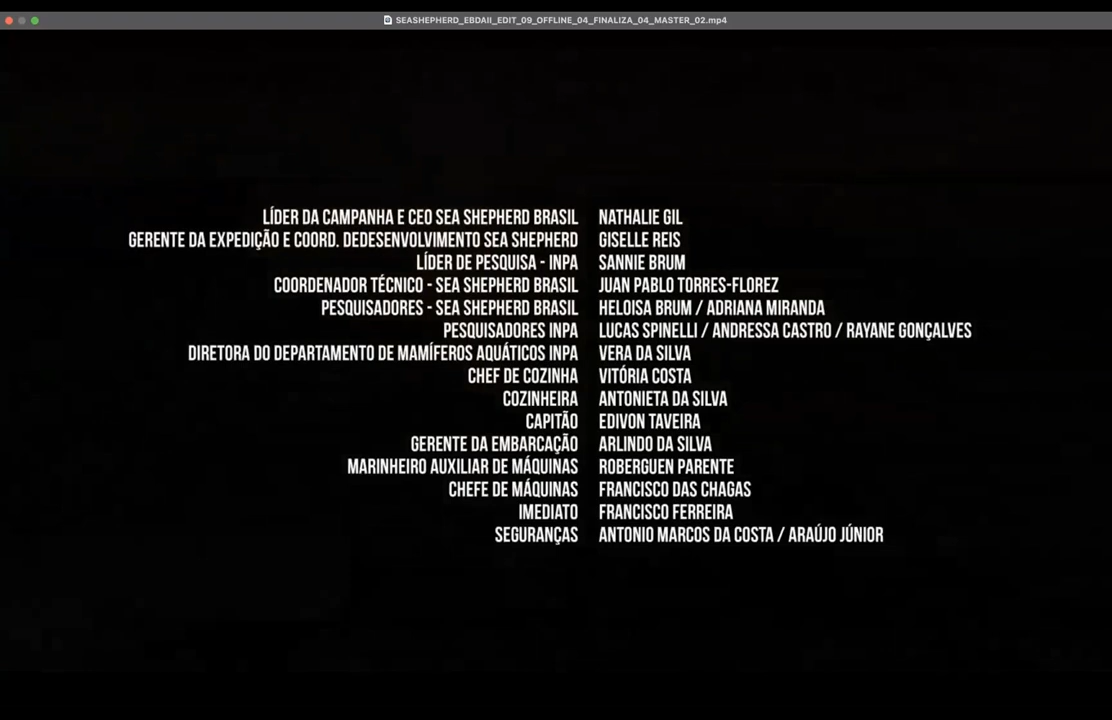 SEASHEPHERD_EBDAII_EDIT_09_OFFLINE_04_FINALIZA_04_MASTER_02.mp4
LÍDER DA CAMPANHA E CEO SEA SHEPHERD BRASIL NATHALIE GIL
GERENTE DA EXPEDIÇÃO E COORD. DEDESENVOLVIMENTO SEA SHEPHERD GISELLE REIS
LÍDER DE PESQUISA - INPA SANNIE BRUM
COORDENADOR TÉCNICO - SEA SHEPHERD BRASIL JUAN PABLO TORRES-FLOREZ
PESQUISADORES - SEA SHEPHERD BRASIL HELOISA BRUM / ADRIANA MIRANDA
PESQUISADORES INPA LUCAS SPINELLI / ANDRESSA CASTRO / RAYANE GONÇALVES
DIRETORA DO DEPARTAMENTO DE MAMÍFEROS AQUÁTICOS INPA VERA DA SILVA
CHEF DE COZINHA VITÓRIA COSTA
COZINHEIRA ANTONIETA DA SILVA
CAPITÃO EDIVON TAVEIRA
GERENTE DA EMBARCAÇÃO ARLINDO DA SILVA
MARINHEIRO AUXILIAR DE MÁQUINAS ROBERGUEN PARENTE
CHEFE DE MÁQUINAS FRANCISCO DAS CHAGAS
IMEDIATO FRANCISCO FERREIRA
SEGURANÇAS ANTONIO MARCOS DA COSTA / ARAÚJO JÚNIOR